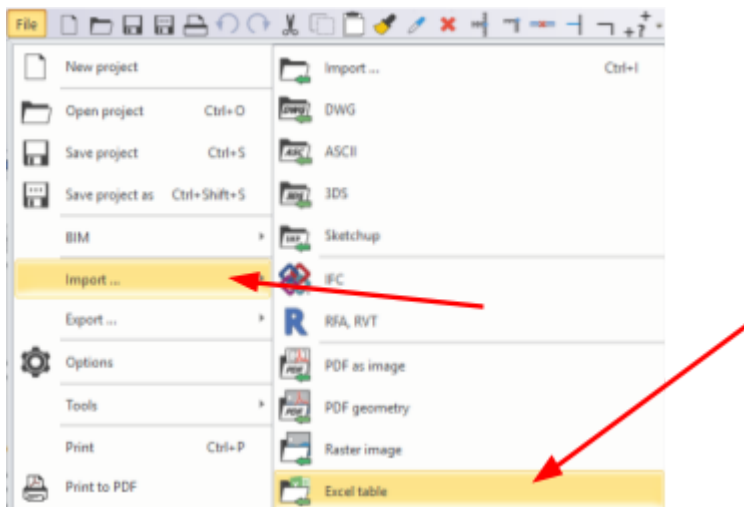 File
New project
Open project Ctrl+O
Save project Ctrl+S
Save project as Ctrl+Shift+S
BIM
Import ...
Export ...
Options
Tools
Print Ctrl+P
Print to PDF
Import ... Ctrl+I
DWG
ASCII
3DS
Sketchup
IFC
RFA, RVT
PDF as image
PDF geometry
Raster image
Excel table